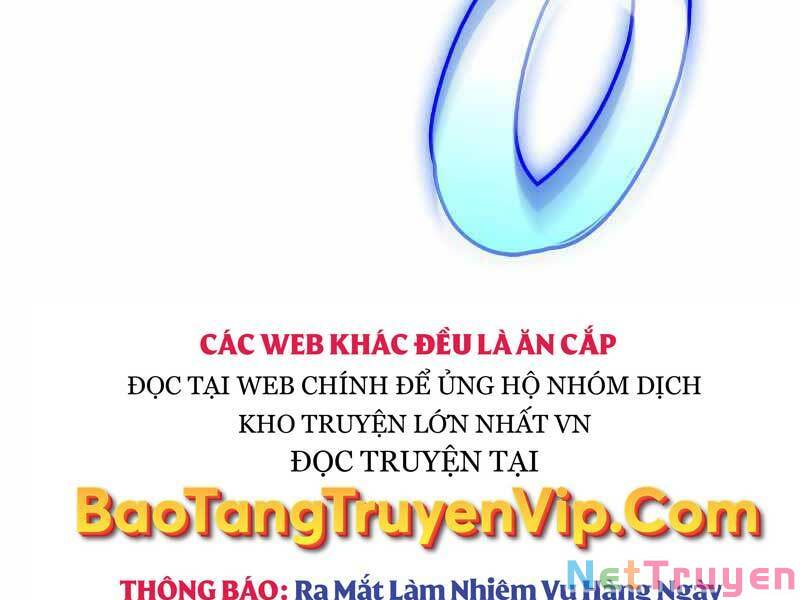 CÁC WEB KHÁC ĐỀU LÀ ĂN CẮP
ĐỌC TẠI WEB CHÍNH ĐỂ ỦNG HỘ NHÓM DỊCH
KHO TRUYỆN LỚN NHẤT VN
ĐỌC TRUYỆN TẠI
BaoTangTruyenVip.Com
THÔNG BÁO: Ra Mắt Làm Nhiệm Vụ Hàng Ngày
NetTruyen